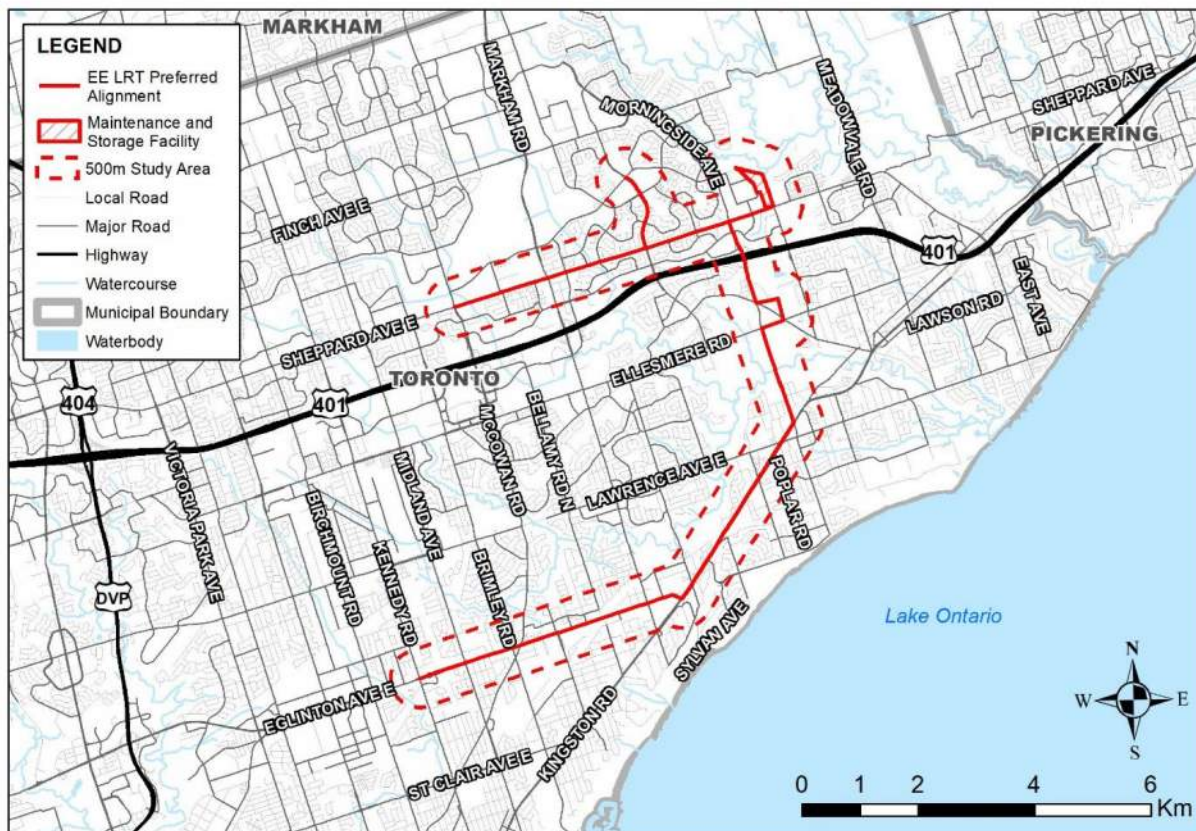 LEGEND
EE LRT Preferred
Alignment
Maintenance and
Storage Facility
500m Study Area
Local Road
Major Road
Highway
Watercourse
Municipal Boundary
Waterbody
MARKHAM
MARKHAM RD
MORNINGSIDE AVE
MEADOWVALE RD
SHEPPARD AVE
PICKERING
FINCH AVE E
401
EAST AVE
LAWSON RD
SHEPPARD AVE E
ELLESMERE RD
TORONTO
404
401
VICTORIA PARK AVE
BIRCHMOUNT RD
MIDLAND AVE
MCCOWAN RD
BELLAMY RD N
LAWRENCE AVE E
POPLAR RD
KENNEDY RD
BRIMLEY RD
DVP
SYLVAN AVE
Lake Ontario
EGLINTON AVE E
KINGSTON RD
ST CLAIR AVE E
N
W
E
S
0 2 4 6
Km